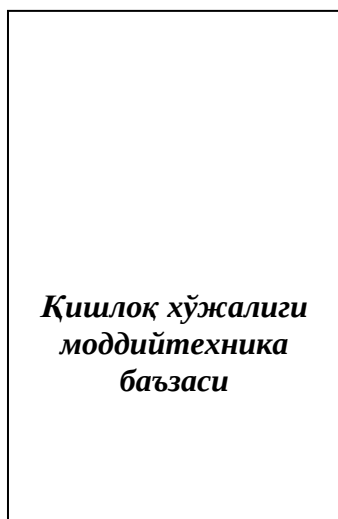 Қишлоқ хўжалиги
моддийтехника
баъзаси